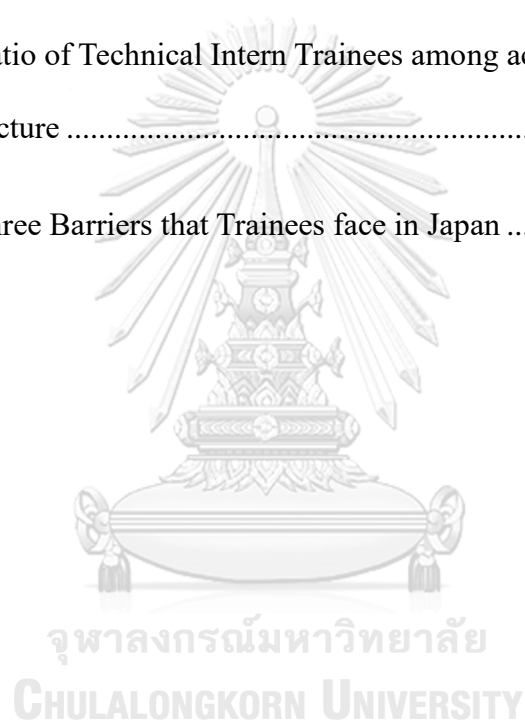 atio of Technical Intern Trainees among
cture ..........................................................
hree Barriers that Trainees face in Japan ...
จุฬาลงกรณ์มหาวิทยาลัย
CHULALONGKORN UNIVERSITY